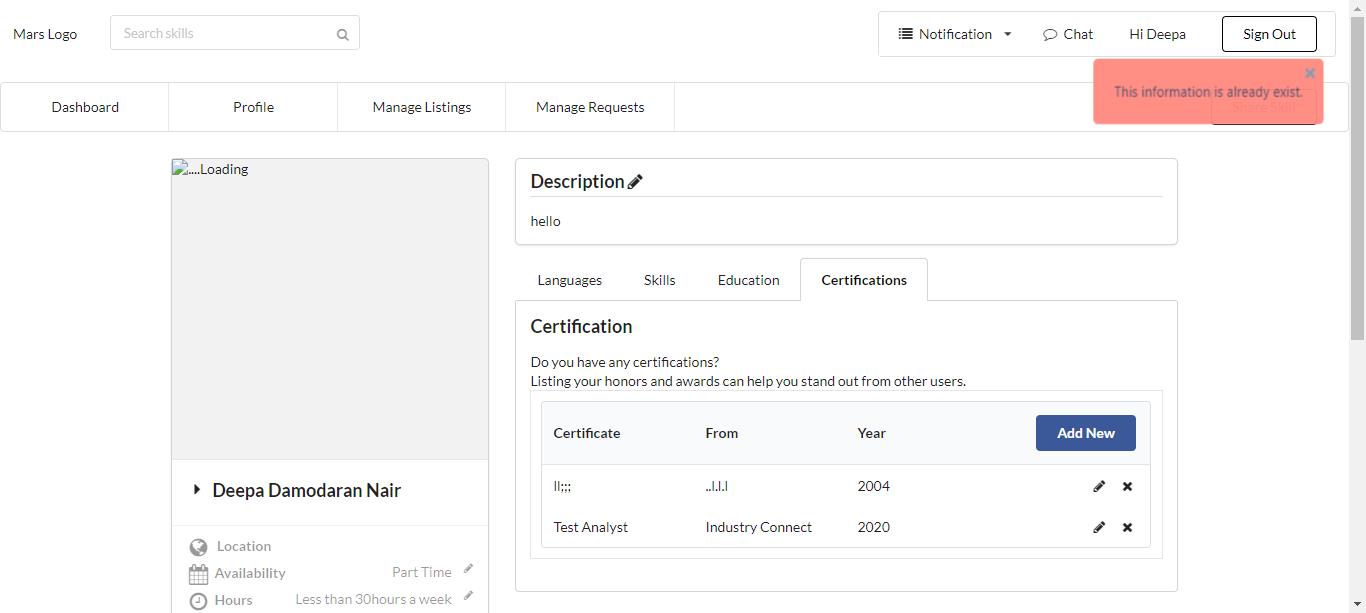 Mars Logo
Search skills
Notification
Chat
Hi Deepa
Sign Out
This information is already exist.
Dashboard
Profile
Manage Listings
Manage Requests
Share Skill
....Loading
Description
hello
Languages
Skills
Education
Certifications
Certification
Do you have any certifications?
Listing your honors and awards can help you stand out from other users.
Certificate From Year Add New
ll;;; ..l.l.l 2004
Test Analyst Industry Connect 2020
Deepa Damodaran Nair
Location
Availability Part Time
Hours Less than 30hours a week